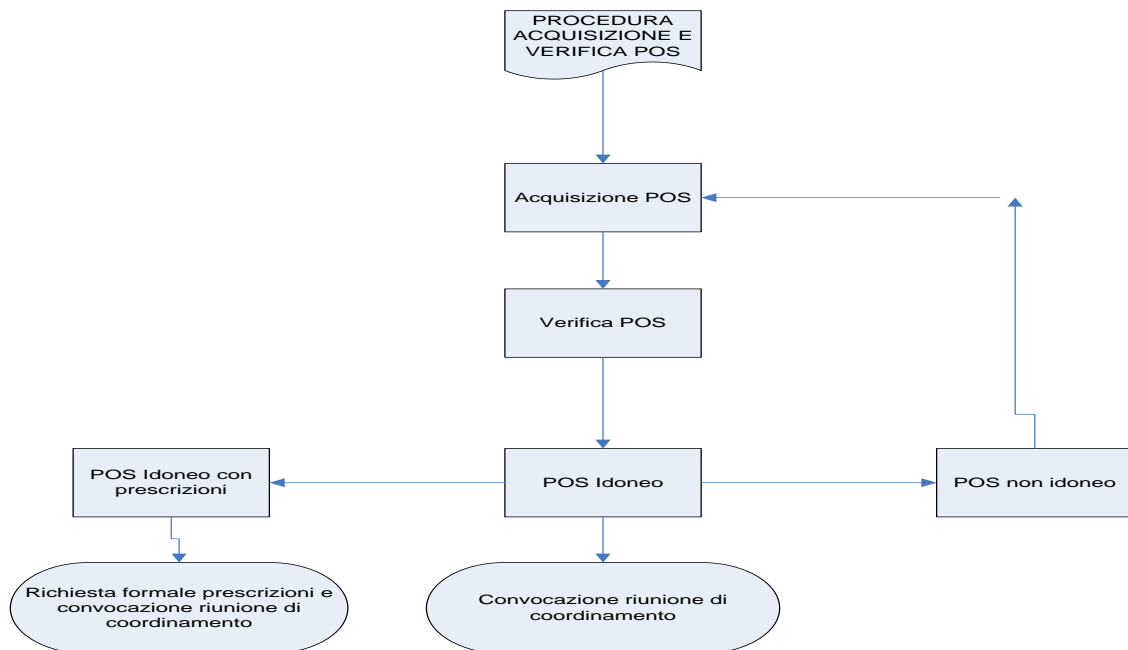 PROCEDURA
ACQUISIZIONE E
VERIFICA POS
Acquisizione POS
Verifica POS
POS Idoneo con
prescrizioni
POS Idoneo
POS non idoneo
Richiesta formale prescrizioni e
convocazione riunione di
coordinamento
Convocazione riunione di
coordinamento